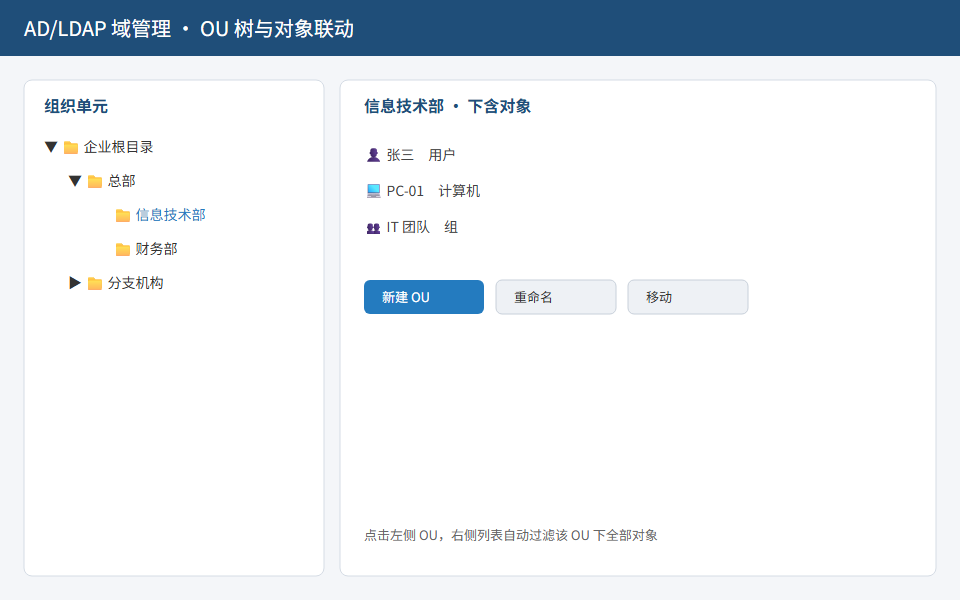 AD/LDAP 域管理 · OU 树与对象联动
组织单元
▼ 企业根目录
▼ 总部
信息技术部
财务部
▶ 分支机构
信息技术部 · 下含对象
张三 用户
PC-01 计算机
IT 团队 组
新建 OU
重命名
移动
点击左侧 OU，右侧列表自动过滤该 OU 下全部对象